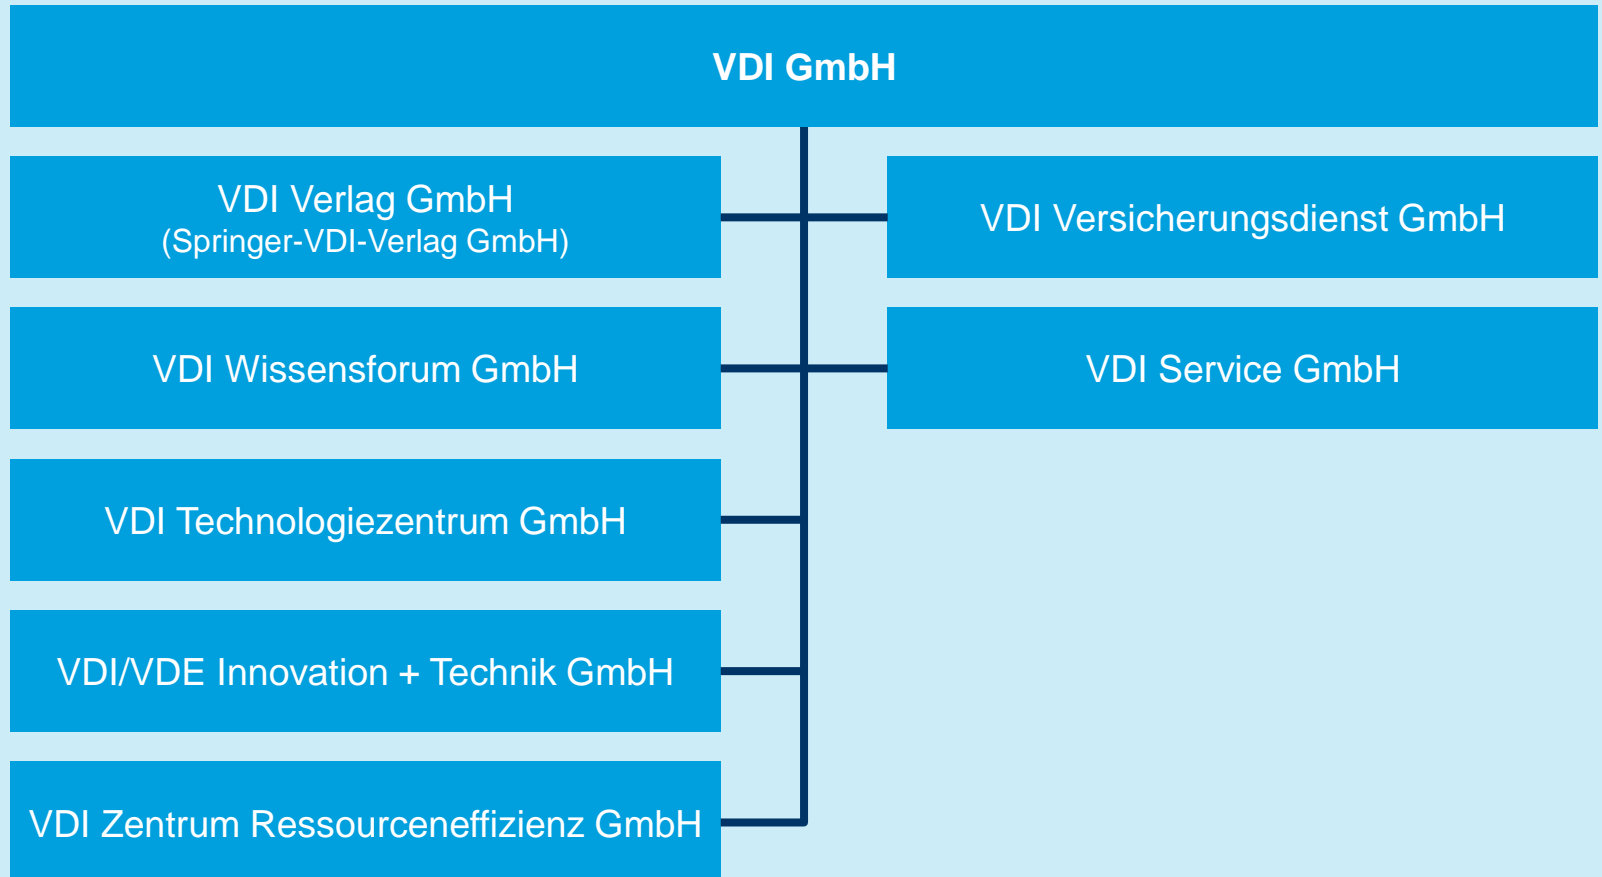 VDI GmbH
VDI Verlag GmbH
(Springer-VDI-Verlag GmbH)
VDI Versicherungsdienst GmbH
VDI Wissensforum GmbH
VDI Service GmbH
VDI Technologiezentrum GmbH
VDI/VDE Innovation + Technik GmbH
VDI Zentrum Ressourceneffizienz GmbH